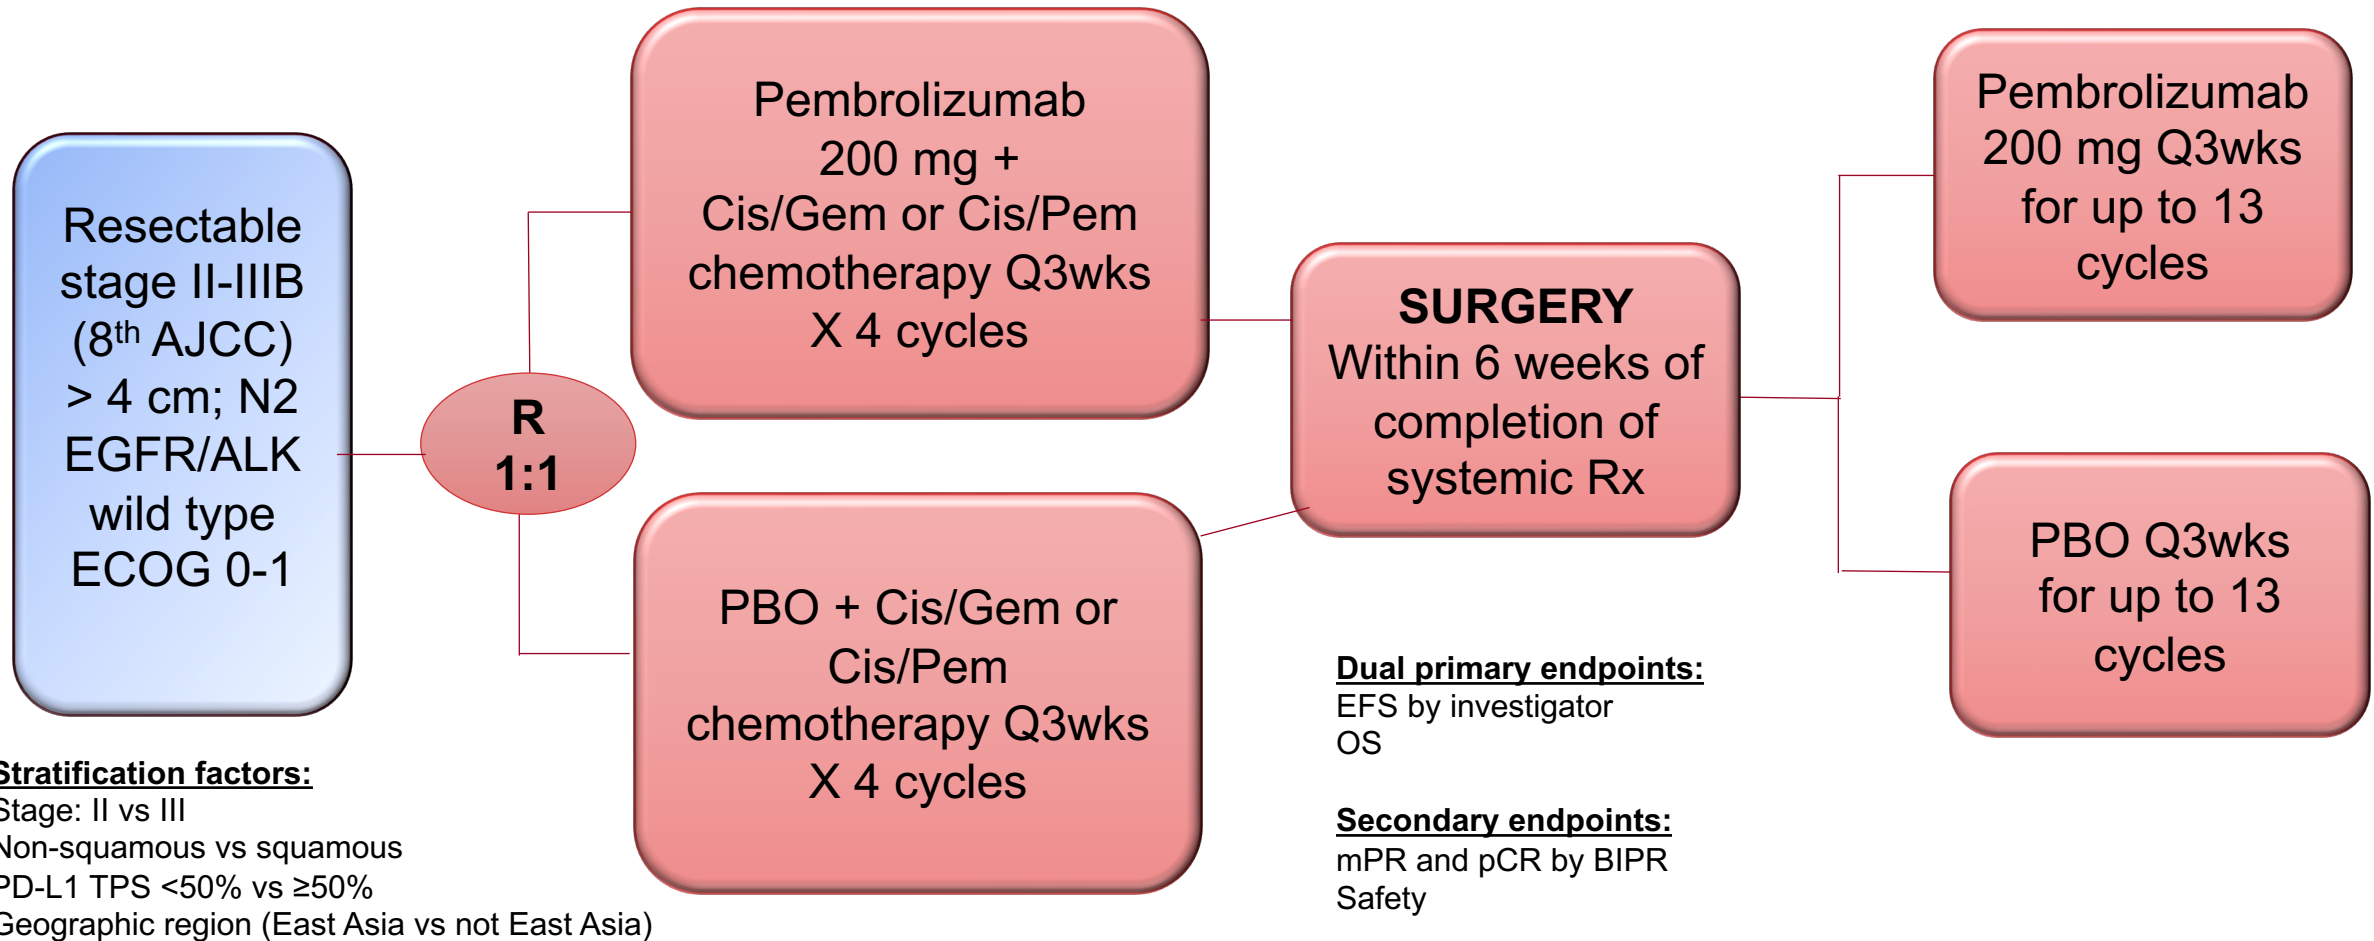 Resectable
stage II-IIIB
(8th AJCC)
> 4 cm; N2
EGFR/ALK
wild type
ECOG 0-1
R
1:1
Pembrolizumab
200 mg +
Cis/Gem or Cis/Pem
chemotherapy Q3wks
X 4 cycles
PBO + Cis/Gem or
Cis/Pem
chemotherapy Q3wks
X 4 cycles
SURGERY
Within 6 weeks of
completion of
systemic Rx
Pembrolizumab
200 mg Q3wks
for up to 13
cycles
PBO Q3wks
for up to 13
cycles
Stratification factors:
Stage: II vs III
Non-squamous vs squamous
PD-L1 TPS <50% vs ≥50%
Geographic region (East Asia vs not East Asia)
Dual primary endpoints:
EFS by investigator
OS
Secondary endpoints:
mPR and pCR by BIPR
Safety